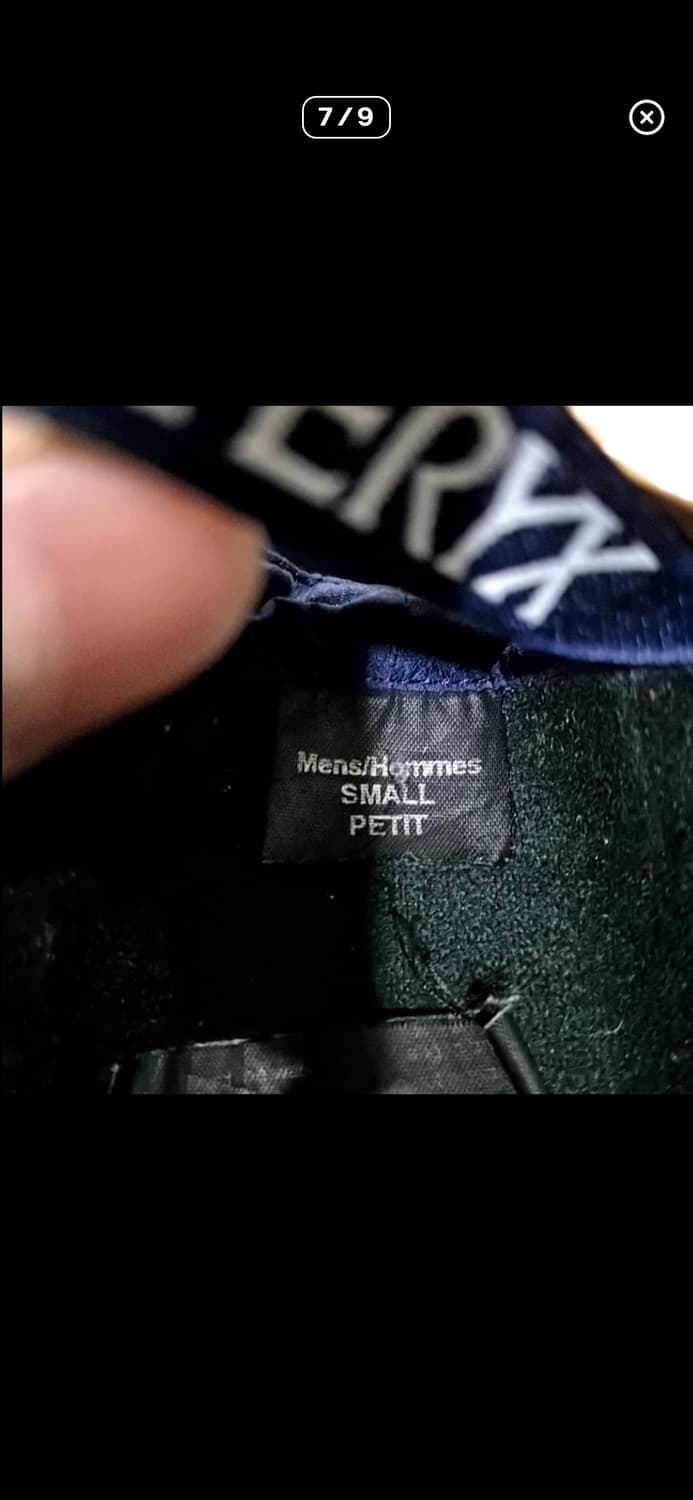 7/9
ERYX
Mens/Hommes
SMALL
PETIT